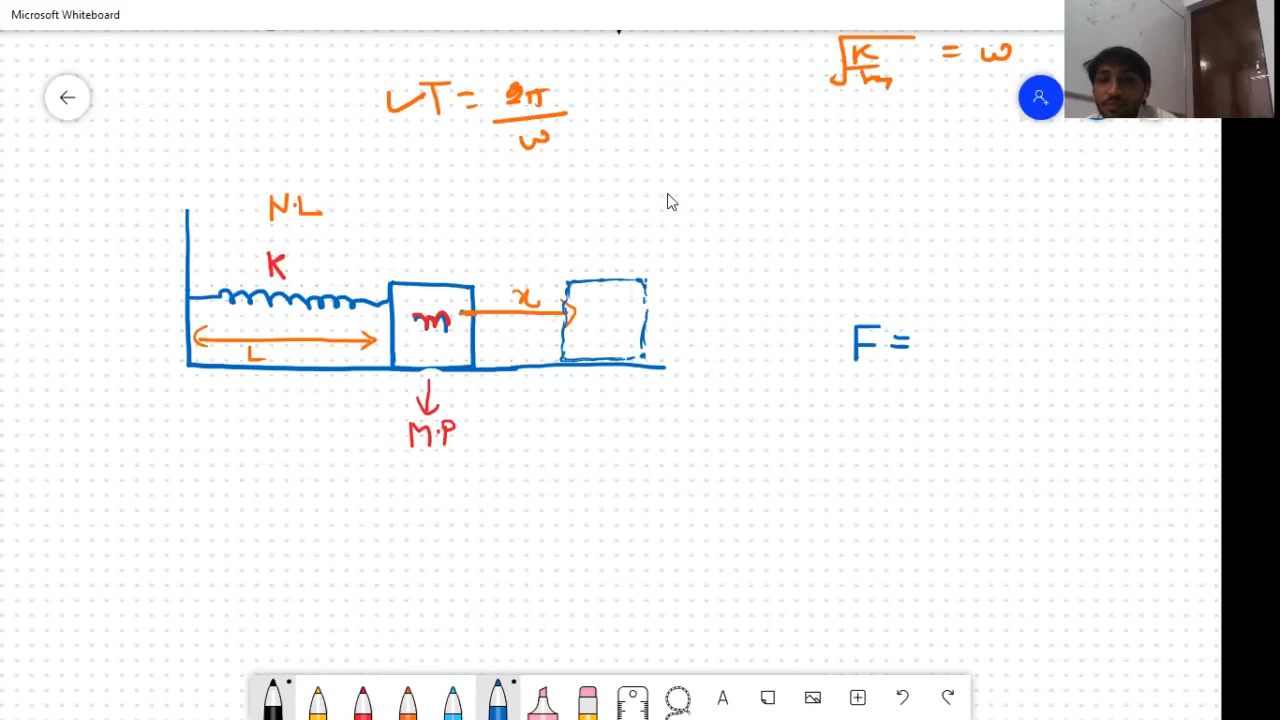 Microsoft Whiteboard
√K/m = ω
✓T = 2π/ω
N.L
K
x
m
L
F =
↓
M.P
A